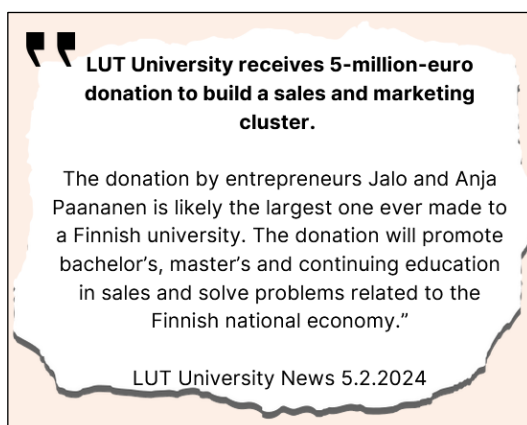 LUT University receives 5-million-euro
donation to build a sales and marketing
cluster.
The donation by entrepreneurs Jalo and Anja
Paananen is likely the largest one ever made to
a Finnish university. The donation will promote
bachelor’s, master’s and continuing education
in sales and solve problems related to the
Finnish national economy.”
LUT University News 5.2.2024